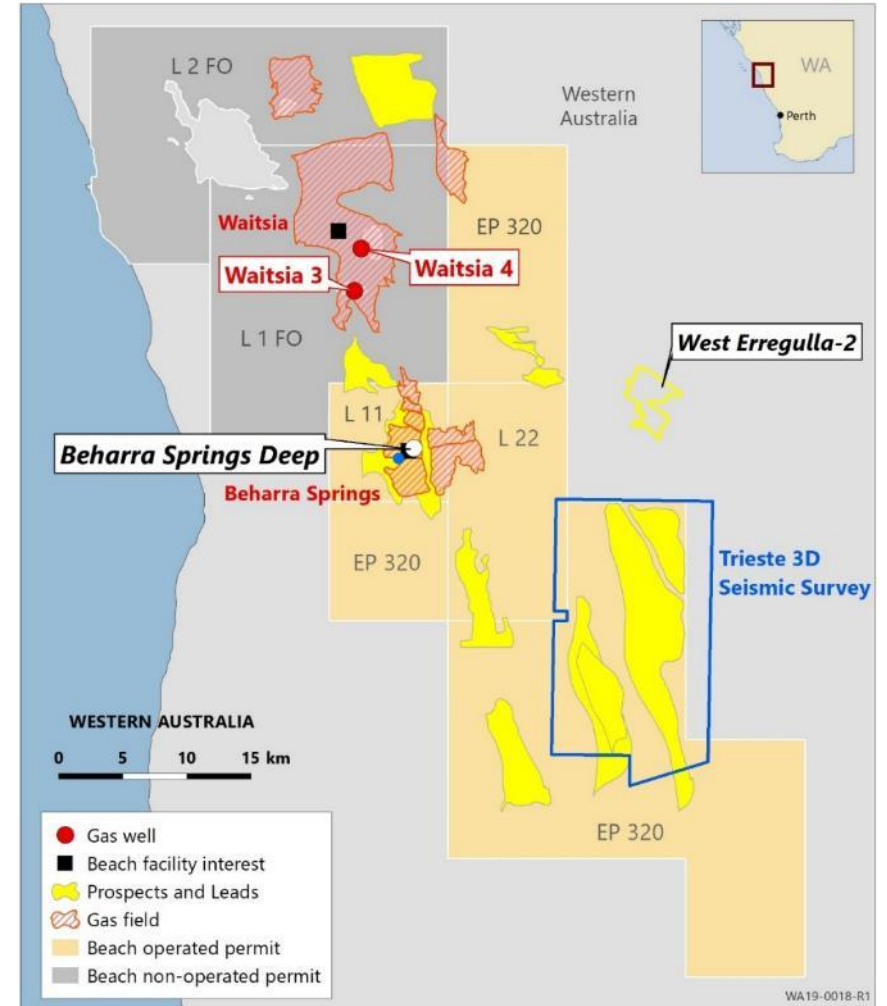 L 2 FO
Western
Australia
WA
Perth
Waitsia
EP 320
Waitsia 4
Waitsia 3
L 1 FO
West Erregulla-2
L 11
L 22
Beharra Springs Deep
Beharra Springs
EP 320
Trieste 3D
Seismic Survey
WESTERN AUSTRALIA
0 5 10 15 km
EP 320
Gas well
Beach facility interest
Prospects and Leads
Gas field
Beach operated permit
Beach non-operated permit
WA19-0018-R1